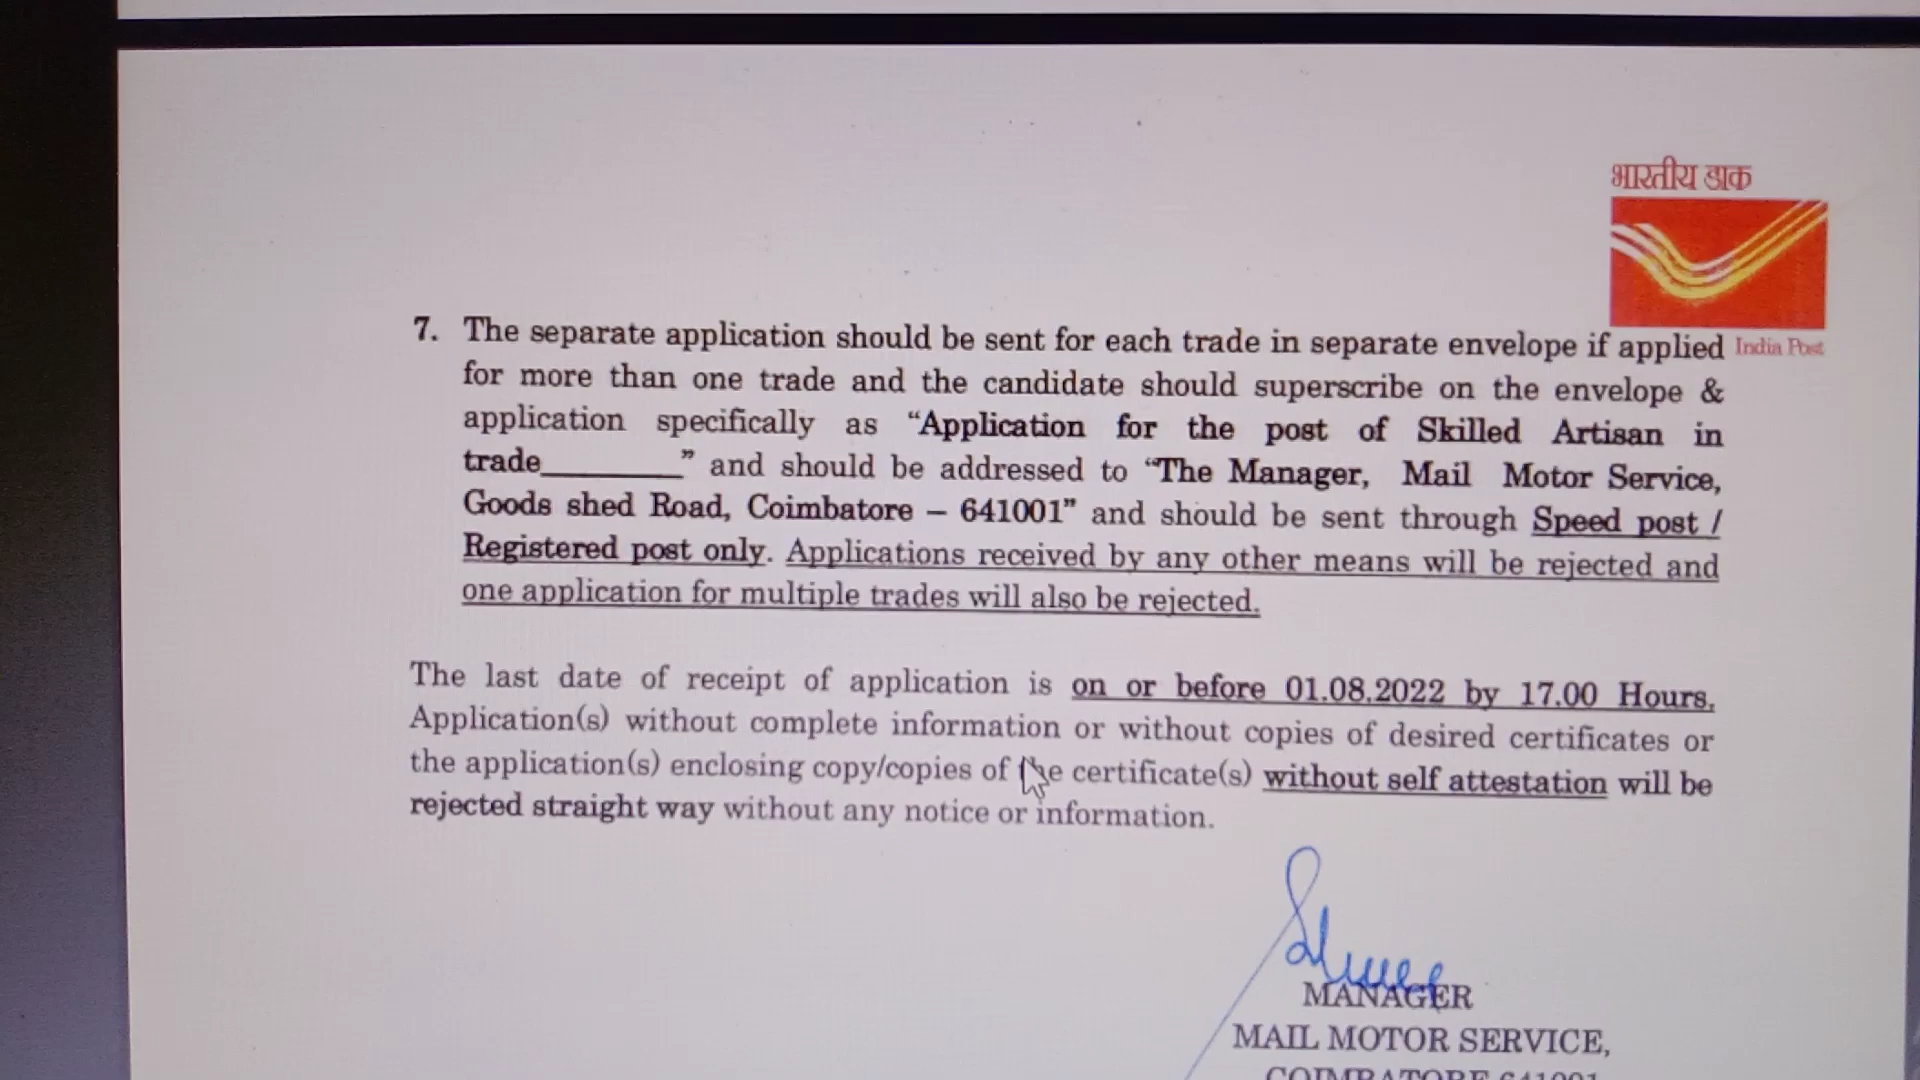 भारतीय डाक
India Post
7. The separate application should be sent for each trade in separate envelope if applied
for more than one trade and the candidate should superscribe on the envelope &
application specifically as “Application for the post of Skilled Artisan in
trade________” and should be addressed to “The Manager, Mail Motor Service,
Goods shed Road, Coimbatore – 641001” and should be sent through Speed post /
Registered post only. Applications received by any other means will be rejected and
one application for multiple trades will also be rejected.
The last date of receipt of application is on or before 01.08.2022 by 17.00 Hours.
Application(s) without complete information or without copies of desired certificates or
the application(s) enclosing copy/copies of the certificate(s) without self attestation will be
rejected straight way without any notice or information.
MANAGER
MAIL MOTOR SERVICE,
COIMBATORE 641001